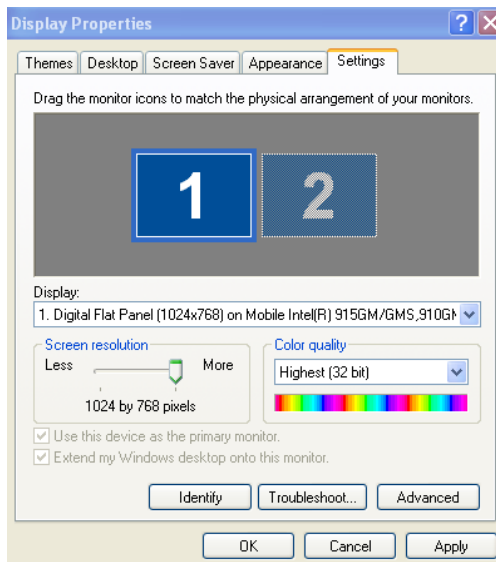 Display Properties
Themes Desktop Screen Saver Appearance Settings
Drag the monitor icons to match the physical arrangement of your monitors.
1 2
Display:
1. Digital Flat Panel (1024x768) on Mobile Intel(R) 915GM/GMS,910GM
Screen resolution
Less More
1024 by 768 pixels
Color quality
Highest (32 bit)
Use this device as the primary monitor.
Extend my Windows desktop onto this monitor.
Identify Troubleshoot... Advanced
OK Cancel Apply